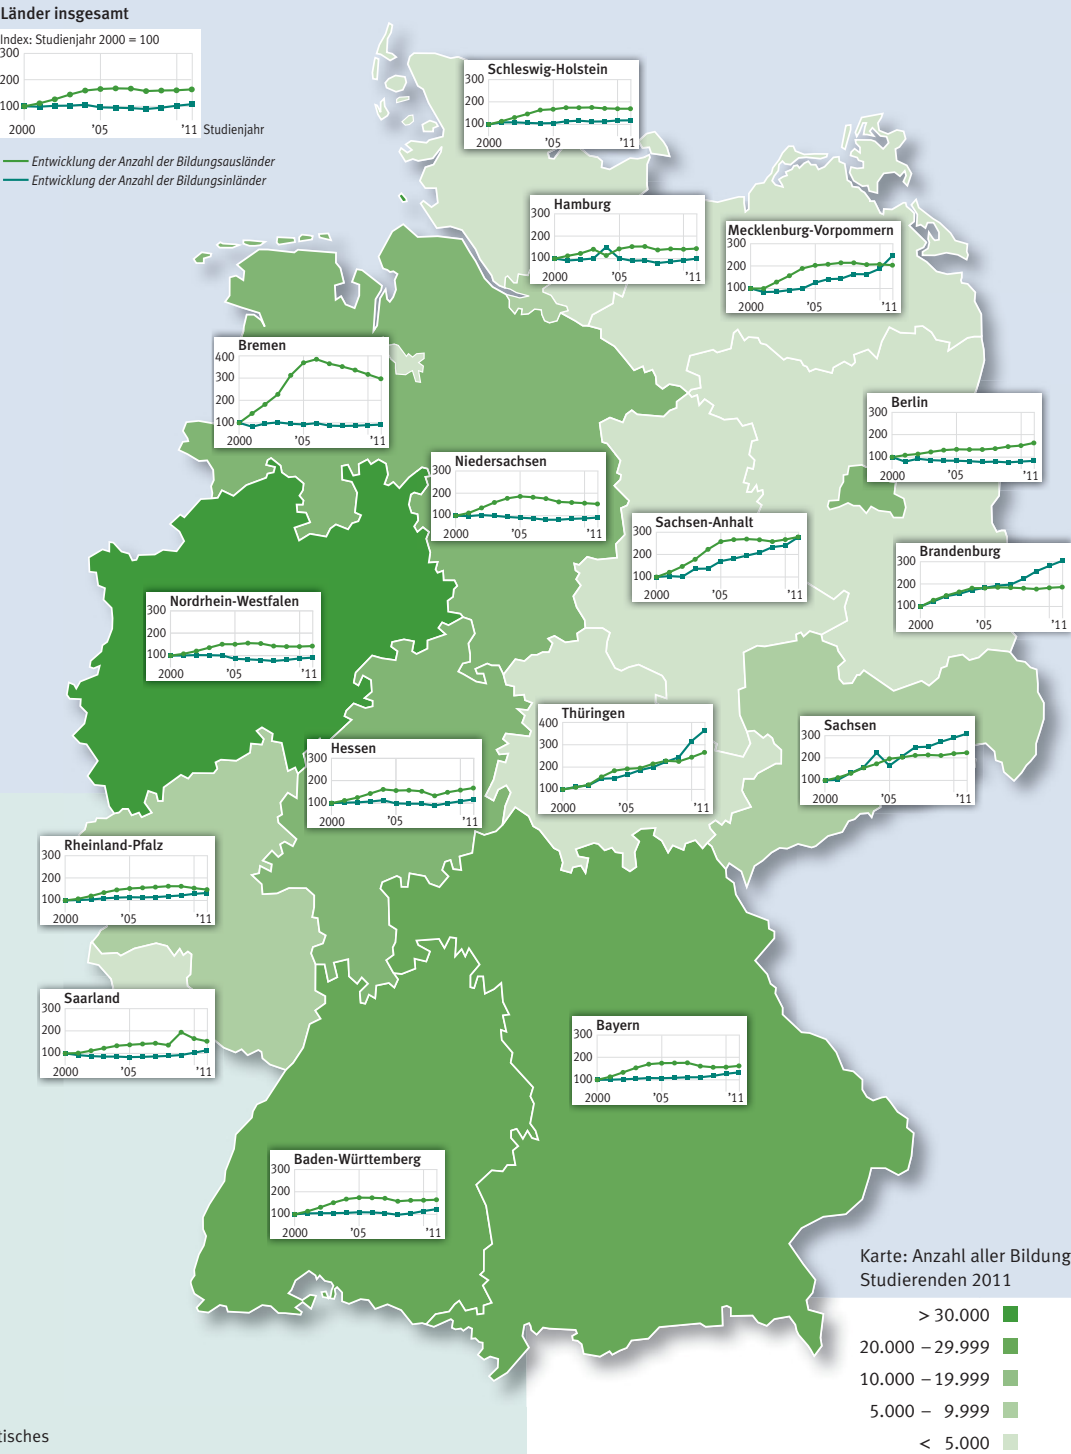 Länder insgesamt
Index: Studienjahr 2000 = 100
300
200
100
2000 '05 '11 Studienjahr
Entwicklung der Anzahl der Bildungsausländer
Entwicklung der Anzahl der Bildungsinländer
Schleswig-Holstein
300
200
100
2000 '05 '11
Hamburg
300
200
100
2000 '05 '11
Mecklenburg-Vorpommern
300
200
100
2000 '05 '11
Bremen
400
300
200
100
2000 '05 '11
Berlin
300
200
100
2000 '05 '11
Niedersachsen
300
200
100
2000 '05 '11
Sachsen-Anhalt
300
200
100
2000 '05 '11
Brandenburg
300
200
100
2000 '05 '11
Nordrhein-Westfalen
300
200
100
2000 '05 '11
Thüringen
400
300
200
100
2000 '05 '11
Sachsen
300
200
100
2000 '05 '11
Hessen
300
200
100
2000 '05 '11
Rheinland-Pfalz
300
200
100
2000 '05 '11
Saarland
300
200
100
2000 '05 '11
Bayern
300
200
100
2000 '05 '11
Baden-Württemberg
300
200
100
2000 '05 '11
Karte: Anzahl aller Bildung
Studierenden 2011
> 30.000
20.000 – 29.999
10.000 – 19.999
5.000 – 9.999
< 5.000
tisches